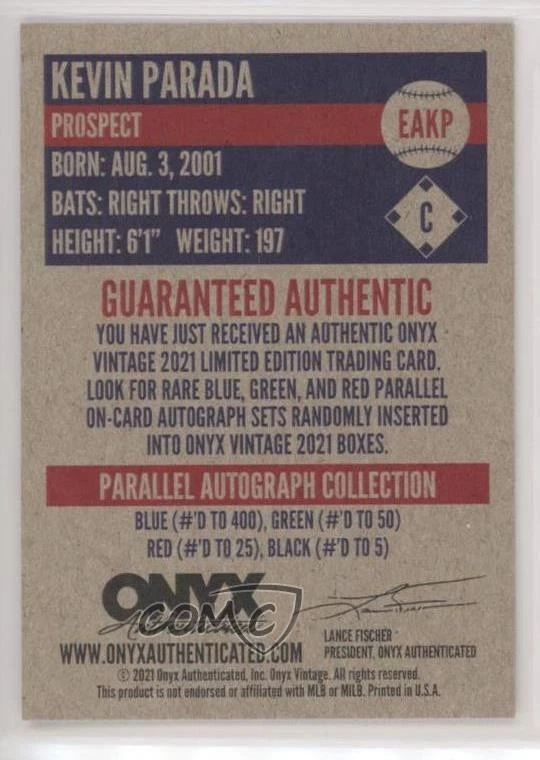 KEVIN PARADA
PROSPECT
EAKP
BORN: AUG. 3, 2001
BATS: RIGHT THROWS: RIGHT
C
HEIGHT: 6'1" WEIGHT: 197
GUARANTEED AUTHENTIC
YOU HAVE JUST RECEIVED AN AUTHENTIC ONYX
VINTAGE 2021 LIMITED EDITION TRADING CARD.
LOOK FOR RARE BLUE, GREEN, AND RED PARALLEL
ON-CARD AUTOGRAPH SETS RANDOMLY INSERTED
INTO ONYX VINTAGE 2021 BOXES.
PARALLEL AUTOGRAPH COLLECTION
BLUE (#'D TO 400), GREEN (#'D TO 50)
RED (#'D TO 25), BLACK (#'D TO 5)
ONYX
Authenticated
COMC
LANCE FISCHER
PRESIDENT, ONYX AUTHENTICATED
WWW.ONYXAUTHENTICATED.COM
© 2021 Onyx Authenticated, Inc. Onyx Vintage. All rights reserved.
This product is not endorsed or affiliated with MLB or MILB. Printed in U.S.A.